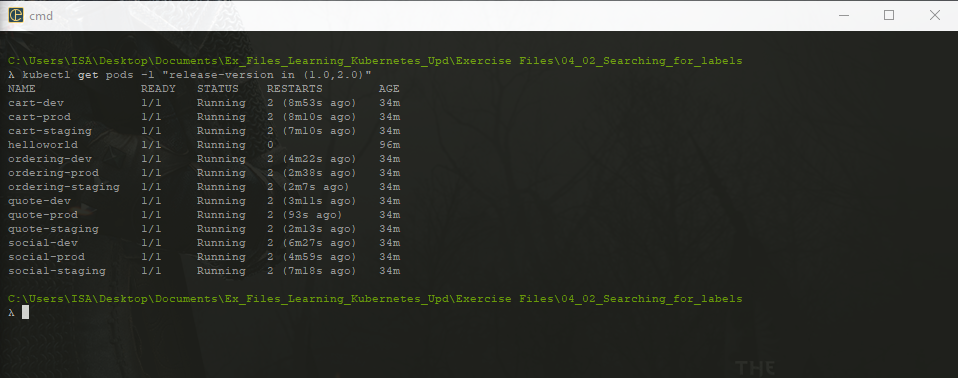 cmd
C:\Users\ISA\Desktop\Documents\Ex_Files_Learning_Kubernetes_Upd\Exercise Files\04_02_Searching_for_labels
λ kubectl get pods -l "release-version in (1.0,2.0)"
NAME READY STATUS RESTARTS AGE
cart-dev 1/1 Running 2 (8m53s ago) 34m
cart-prod 1/1 Running 2 (8m10s ago) 34m
cart-staging 1/1 Running 2 (7m10s ago) 34m
helloworld 1/1 Running 0 96m
ordering-dev 1/1 Running 2 (4m22s ago) 34m
ordering-prod 1/1 Running 2 (2m38s ago) 34m
ordering-staging 1/1 Running 2 (2m7s ago) 34m
quote-dev 1/1 Running 2 (3m11s ago) 34m
quote-prod 1/1 Running 2 (93s ago) 34m
quote-staging 1/1 Running 2 (2m13s ago) 34m
social-dev 1/1 Running 2 (6m27s ago) 34m
social-prod 1/1 Running 2 (4m59s ago) 34m
social-staging 1/1 Running 2 (7m18s ago) 34m
C:\Users\ISA\Desktop\Documents\Ex_Files_Learning_Kubernetes_Upd\Exercise Files\04_02_Searching_for_labels
λ
THE